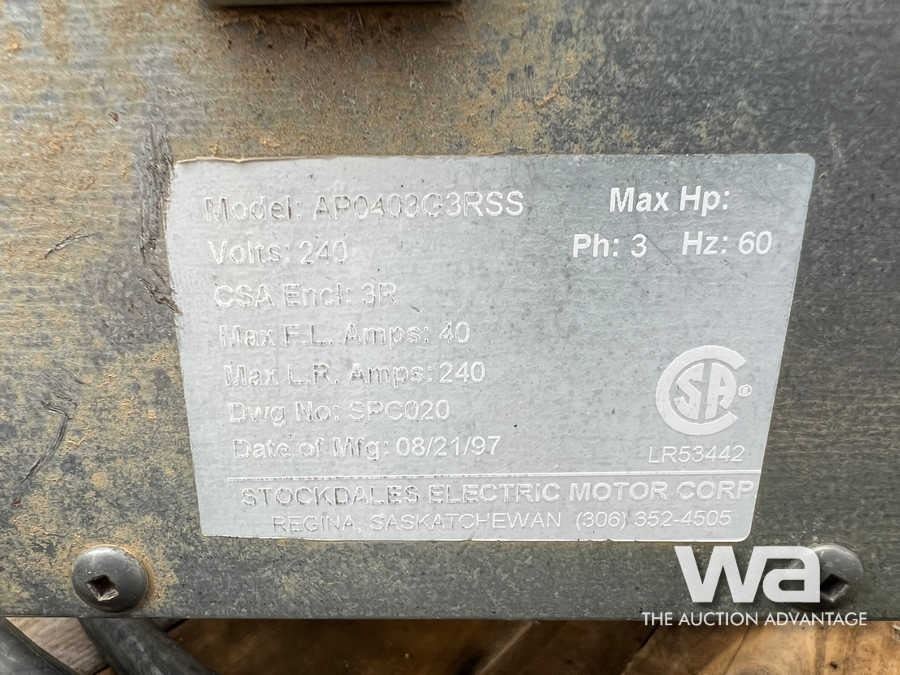 Model: AP0403C3RSS
Max Hp:
Volts: 240
Ph: 3 Hz: 60
CSA Encl: 3R
Max F.L. Amps: 40
Max L.R. Amps: 240
Dwg No: SPC020
Date of Mfg: 08/21/97
SA ®
LR53442
STOCKDALES ELECTRIC MOTOR CORP
REGINA, SASKATCHEWAN (306) 352-4505
wa
THE AUCTION ADVANTAGE